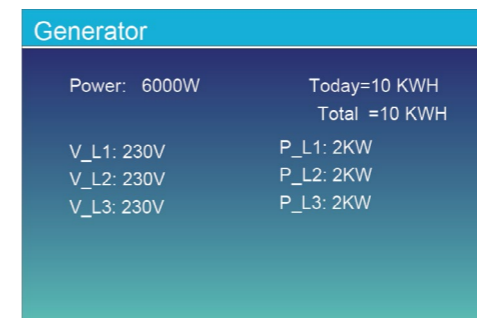 Generator
Power: 6000W
Today=10 KWH
Total =10 KWH
V_L1: 230V
P_L1: 2KW
V_L2: 230V
P_L2: 2KW
V_L3: 230V
P_L3: 2KW